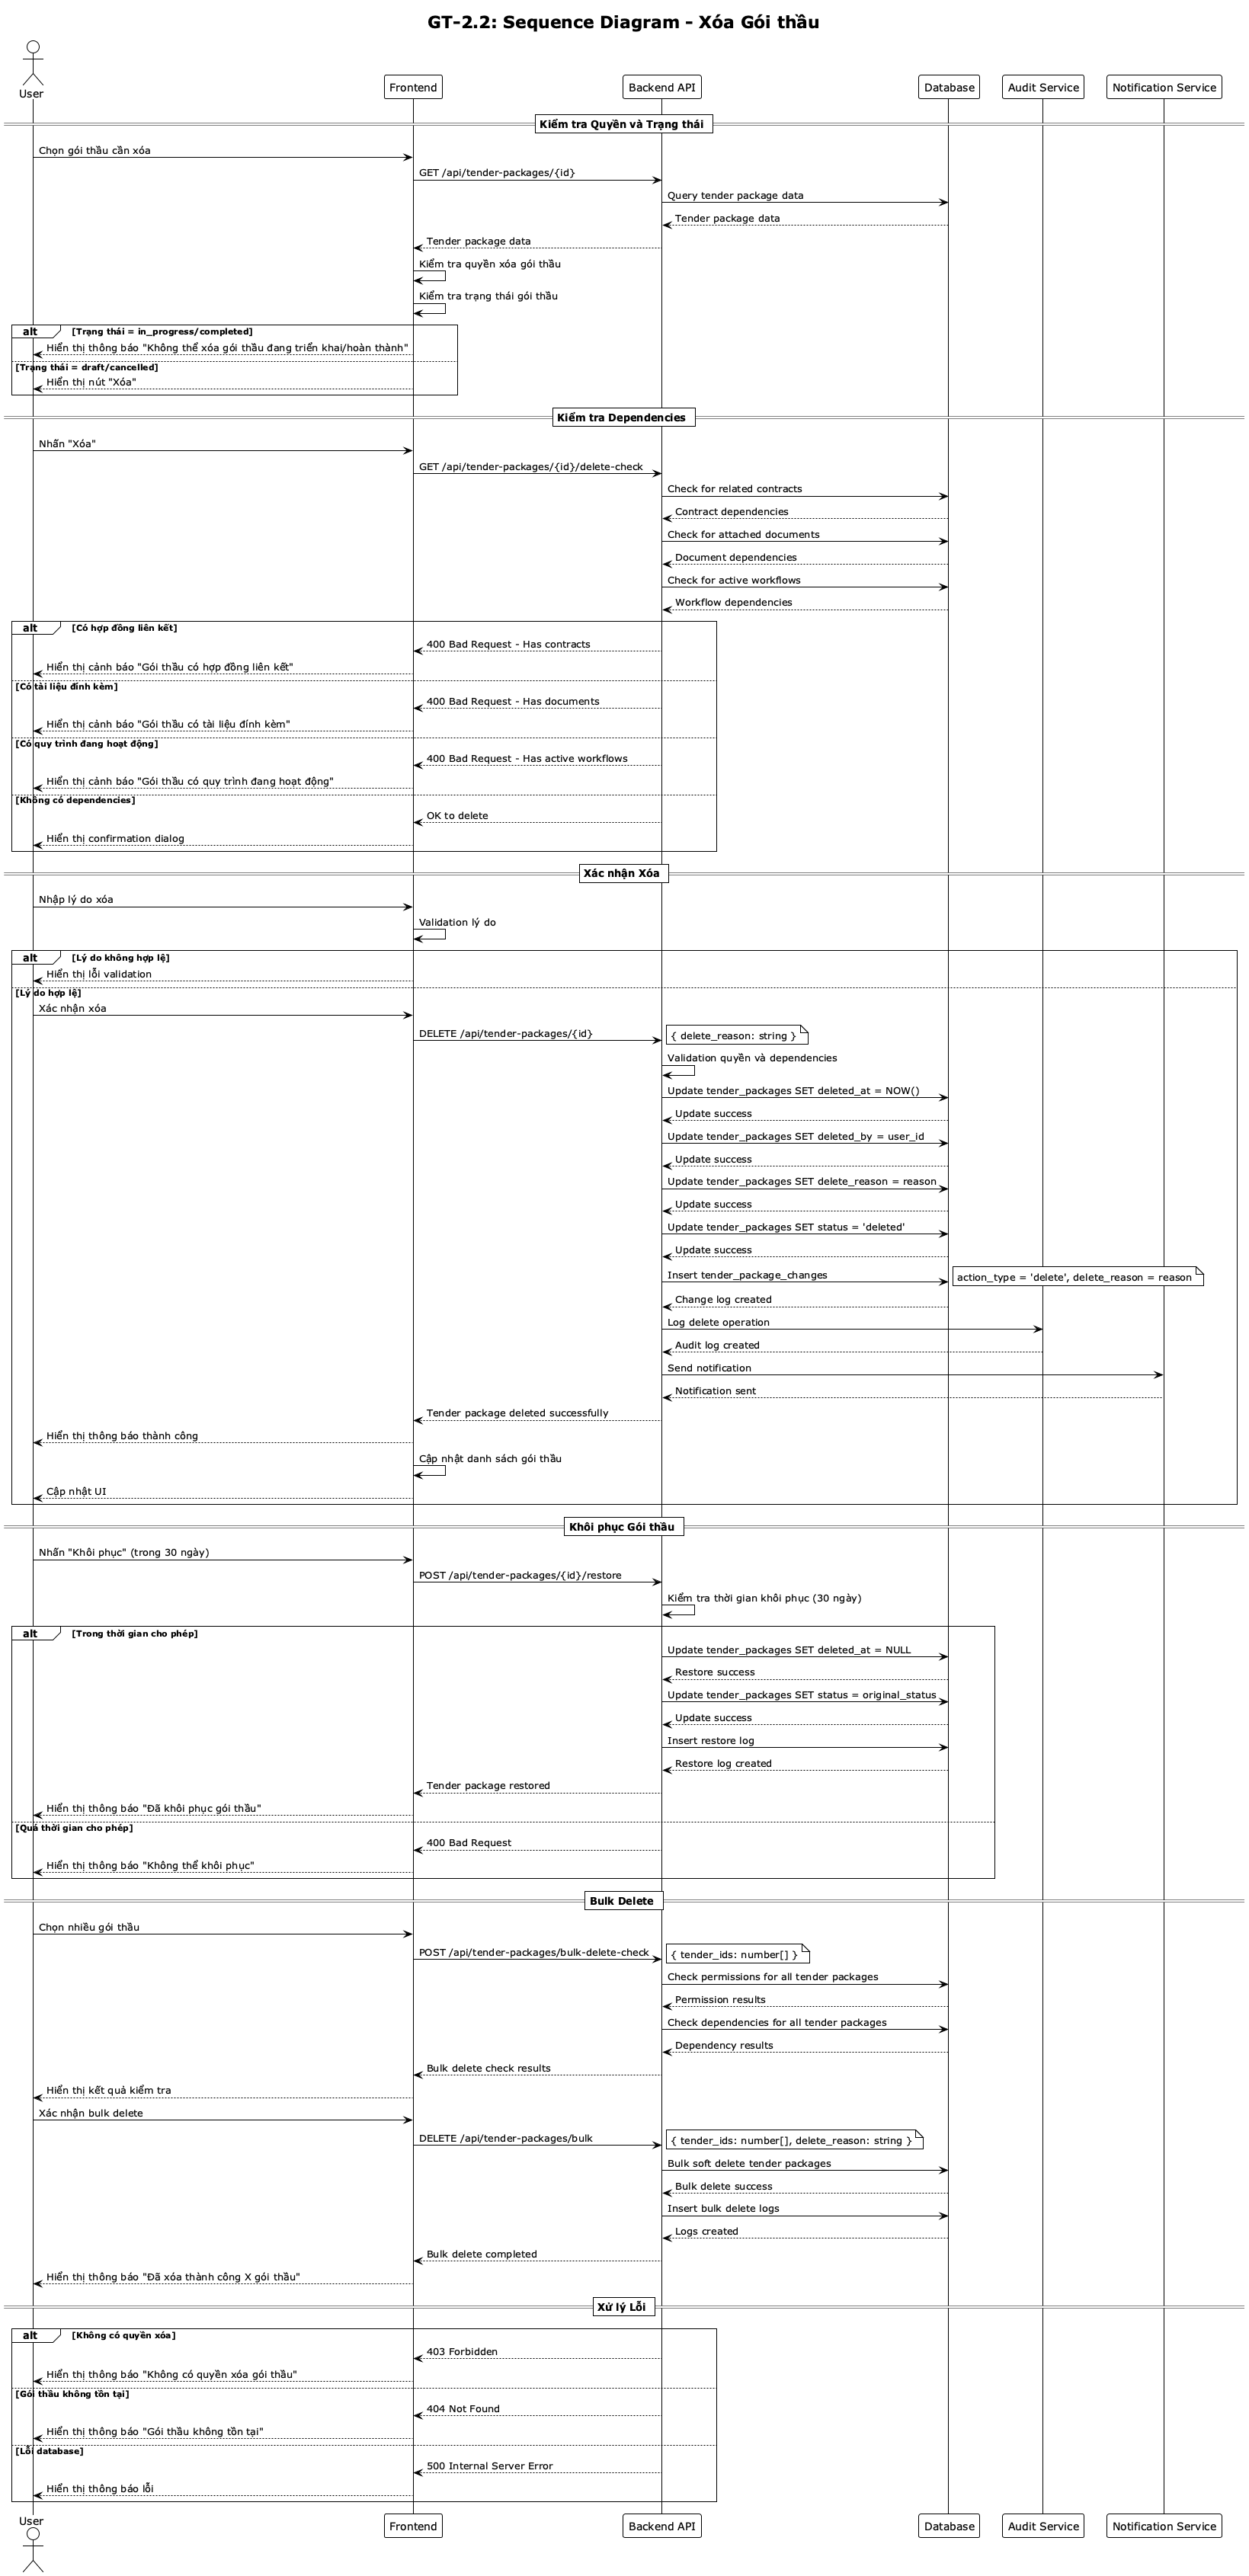 GT-2.2: Sequence Diagram - Xóa Gói thầu
User
Frontend
Backend API
Database
Audit Service
Notification Service
Kiểm tra Quyền và Trạng thái
Chọn gói thầu cần xóa
GET /api/tender-packages/{id}
Query tender package data
Tender package data
Tender package data
Kiểm tra quyền xóa gói thầu
Kiểm tra trạng thái gói thầu
alt [Trạng thái = in_progress/completed]
Hiển thị thông báo "Không thể xóa gói thầu đang triển khai/hoàn thành"
[Trạng thái = draft/cancelled]
Hiển thị nút "Xóa"
Kiểm tra Dependencies
Nhấn "Xóa"
GET /api/tender-packages/{id}/delete-check
Check for related contracts
Contract dependencies
Check for attached documents
Document dependencies
Check for active workflows
Workflow dependencies
alt [Có hợp đồng liên kết]
400 Bad Request - Has contracts
Hiển thị cảnh báo "Gói thầu có hợp đồng liên kết"
[Có tài liệu đính kèm]
400 Bad Request - Has documents
Hiển thị cảnh báo "Gói thầu có tài liệu đính kèm"
[Có quy trình đang hoạt động]
400 Bad Request - Has active workflows
Hiển thị cảnh báo "Gói thầu có quy trình đang hoạt động"
[Không có dependencies]
OK to delete
Hiển thị confirmation dialog
Xác nhận Xóa
Nhập lý do xóa
Validation lý do
alt [Lý do không hợp lệ]
Hiển thị lỗi validation
[Lý do hợp lệ]
Xác nhận xóa
DELETE /api/tender-packages/{id}
{ delete_reason: string }
Validation quyền và dependencies
Update tender_packages SET deleted_at = NOW()
Update success
Update tender_packages SET deleted_by = user_id
Update success
Update tender_packages SET delete_reason = reason
Update success
Update tender_packages SET status = 'deleted'
Update success
Insert tender_package_changes
action_type = 'delete', delete_reason = reason
Change log created
Log delete operation
Audit log created
Send notification
Notification sent
Tender package deleted successfully
Hiển thị thông báo thành công
Cập nhật danh sách gói thầu
Cập nhật UI
Khôi phục Gói thầu
Nhấn "Khôi phục" (trong 30 ngày)
POST /api/tender-packages/{id}/restore
Kiểm tra thời gian khôi phục (30 ngày)
alt [Trong thời gian cho phép]
Update tender_packages SET deleted_at = NULL
Restore success
Update tender_packages SET status = original_status
Update success
Insert restore log
Restore log created
Tender package restored
Hiển thị thông báo "Đã khôi phục gói thầu"
[Quá thời gian cho phép]
400 Bad Request
Hiển thị thông báo "Không thể khôi phục"
Bulk Delete
Chọn nhiều gói thầu
POST /api/tender-packages/bulk-delete-check
{ tender_ids: number[] }
Check permissions for all tender packages
Permission results
Check dependencies for all tender packages
Dependency results
Bulk delete check results
Hiển thị kết quả kiểm tra
Xác nhận bulk delete
DELETE /api/tender-packages/bulk
{ tender_ids: number[], delete_reason: string }
Bulk soft delete tender packages
Bulk delete success
Insert bulk delete logs
Logs created
Bulk delete completed
Hiển thị thông báo "Đã xóa thành công X gói thầu"
Xử lý Lỗi
alt [Không có quyền xóa]
403 Forbidden
Hiển thị thông báo "Không có quyền xóa gói thầu"
[Gói thầu không tồn tại]
404 Not Found
Hiển thị thông báo "Gói thầu không tồn tại"
[Lỗi database]
500 Internal Server Error
Hiển thị thông báo lỗi
User
Frontend
Backend API
Database
Audit Service
Notification Service